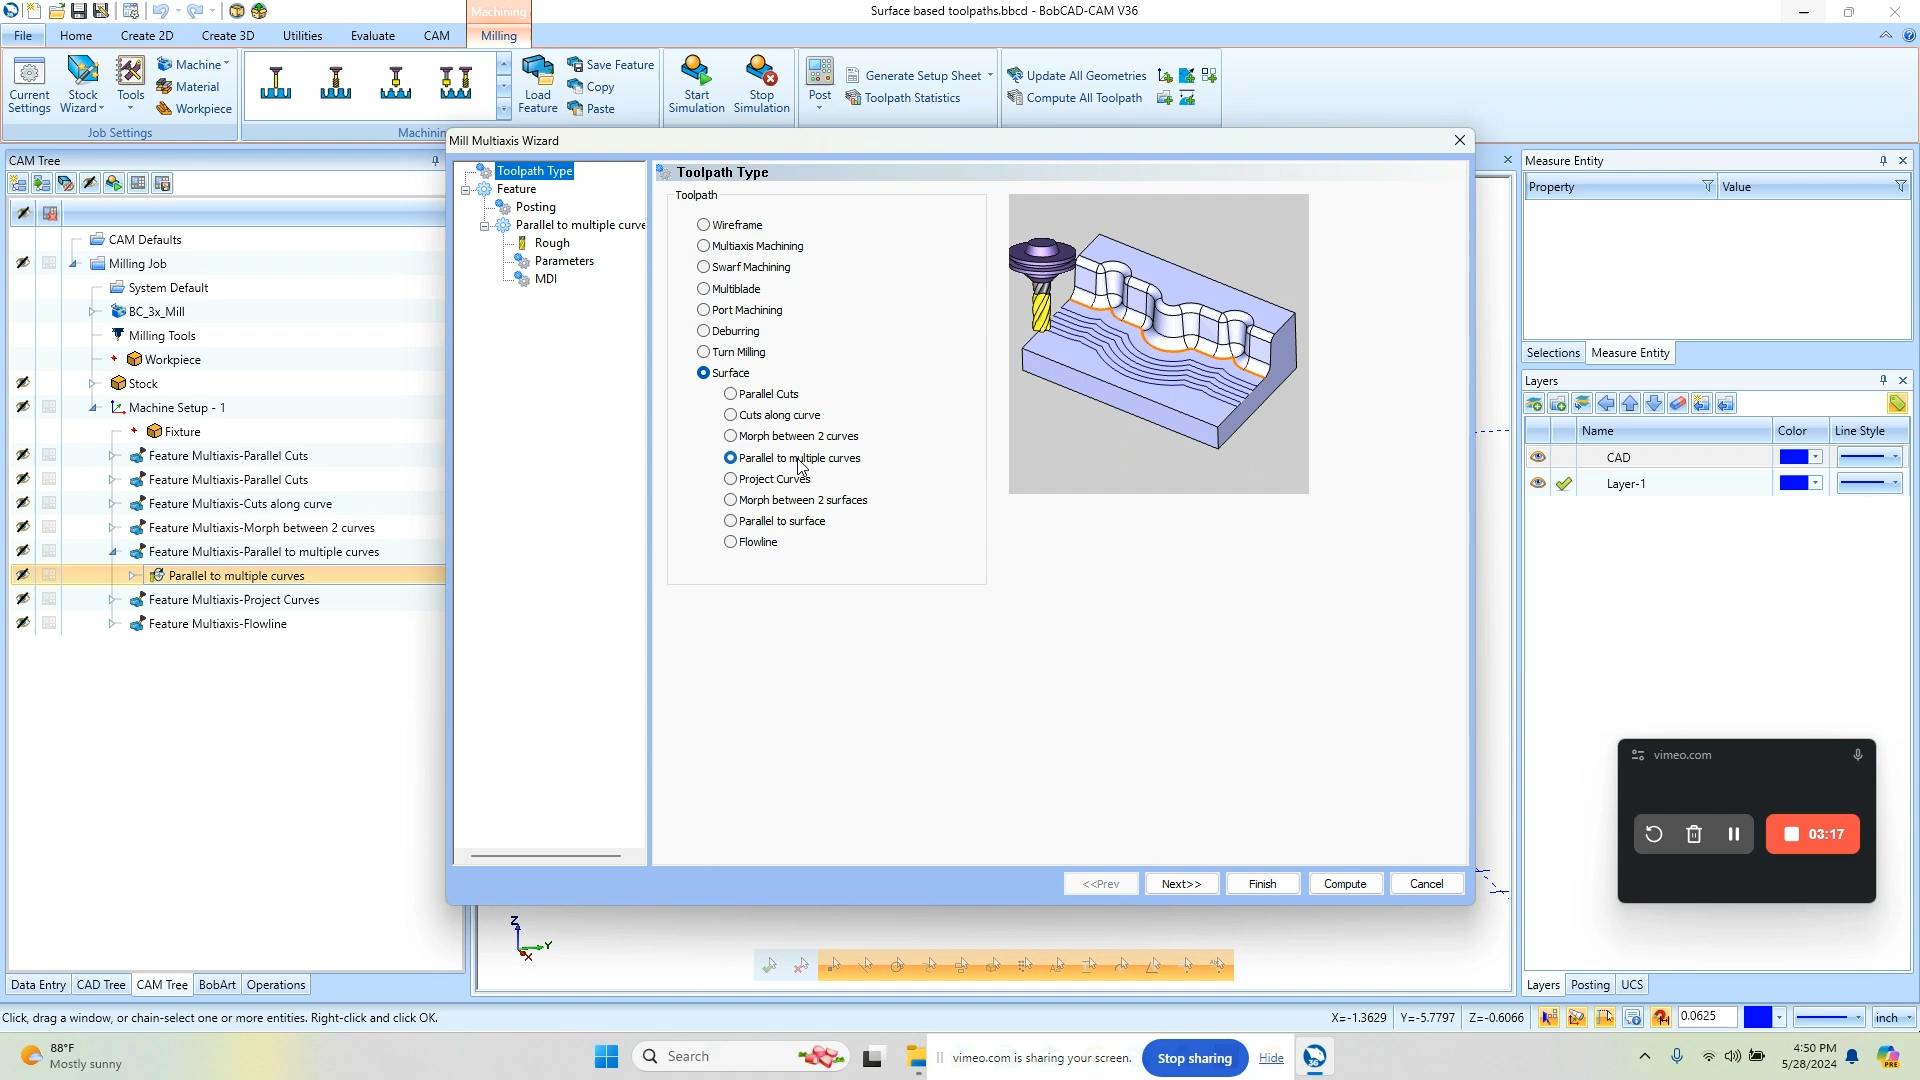 Machining
Surface based toolpaths.bbcd - BobCAD-CAM V36
File Home Create 2D Create 3D Utilities Evaluate CAM Milling
Current Settings
Stock Wizard
Tools
Machine
Material
Workpiece
Job Settings
Machinin
Load Feature
Save Feature
Copy
Paste
Start Simulation
Stop Simulation
Post
Generate Setup Sheet
Toolpath Statistics
Update All Geometries
Compute All Toolpath
CAM Tree
CAM Defaults
Milling Job
System Default
BC_3x_Mill
Milling Tools
Workpiece
Stock
Machine Setup - 1
Fixture
Feature Multiaxis-Parallel Cuts
Feature Multiaxis-Parallel Cuts
Feature Multiaxis-Cuts along curve
Feature Multiaxis-Morph between 2 curves
Feature Multiaxis-Parallel to multiple curves
Parallel to multiple curves
Feature Multiaxis-Project Curves
Feature Multiaxis-Flowline
Data Entry CAD Tree CAM Tree BobArt Operations
Mill Multiaxis Wizard
Toolpath Type
Feature
Posting
Parallel to multiple curve
Rough
Parameters
MDI
Toolpath Type
Toolpath
Wireframe
Multiaxis Machining
Swarf Machining
Multiblade
Port Machining
Deburring
Turn Milling
Surface
Parallel Cuts
Cuts along curve
Morph between 2 curves
Parallel to multiple curves
Project Curves
Morph between 2 surfaces
Parallel to surface
Flowline
<<Prev Next>> Finish Compute Cancel
Z
Y
X
Measure Entity
Property Value
Selections Measure Entity
Layers
Name Color Line Style
CAD
Layer-1
vimeo.com
03:17
Layers Posting UCS
Click, drag a window, or chain-select one or more entities. Right-click and click OK.
X=-1.3629 Y=-5.7797 Z=-0.6066 0.0625 inch
88°F
Mostly sunny
Search
vimeo.com is sharing your screen. Stop sharing Hide
4:50 PM
5/28/2024
PRE